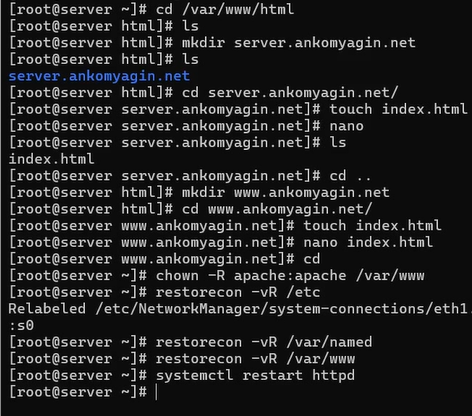 [root@server ~]# cd /var/www/html
[root@server html]# ls
[root@server html]# mkdir server.ankomyagin.net
[root@server html]# ls
server.ankomyagin.net
[root@server html]# cd server.ankomyagin.net/
[root@server server.ankomyagin.net]# touch index.html
[root@server server.ankomyagin.net]# nano
[root@server server.ankomyagin.net]# ls
index.html
[root@server server.ankomyagin.net]# cd ..
[root@server html]# mkdir www.ankomyagin.net
[root@server html]# cd www.ankomyagin.net/
[root@server www.ankomyagin.net]# touch index.html
[root@server www.ankomyagin.net]# nano index.html
[root@server www.ankomyagin.net]# cd
[root@server ~]# chown -R apache:apache /var/www
[root@server ~]# restorecon -vR /etc
Relabeled /etc/NetworkManager/system-connections/eth1.
:s0
[root@server ~]# restorecon -vR /var/named
[root@server ~]# restorecon -vR /var/www
[root@server ~]# systemctl restart httpd
[root@server ~]#